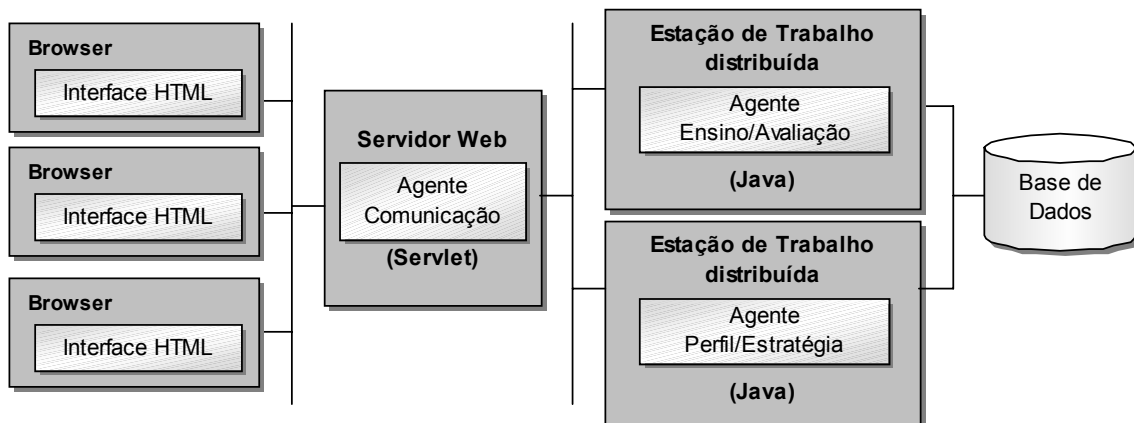 Browser
Interface HTML
Browser
Interface HTML
Browser
Interface HTML
Servidor Web
Agente
Comunicação
(Servlet)
Estação de Trabalho
distribuída
Agente
Ensino/Avaliação
(Java)
Estação de Trabalho
distribuída
Agente
Perfil/Estratégia
(Java)
Base de
Dados